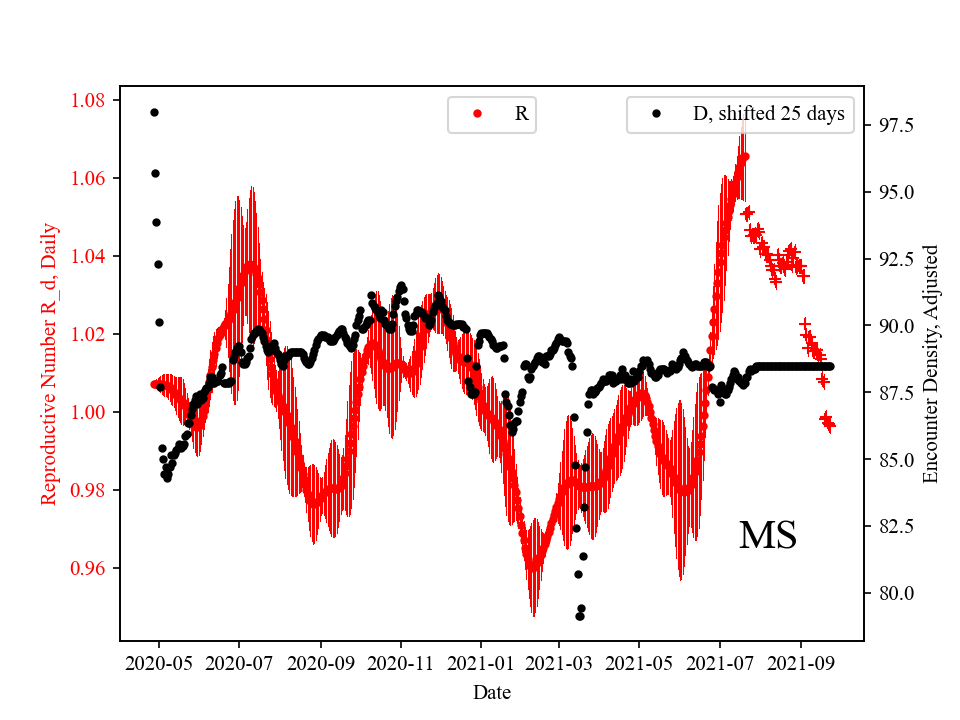 R
D, shifted 25 days
1.08
1.06
1.04
1.02
1.00
0.98
0.96
Reproductive Number R_d, Daily
97.5
95.0
92.5
90.0
87.5
85.0
82.5
80.0
Encounter Density, Adjusted
MS
2020-05 2020-07 2020-09 2020-11 2021-01 2021-03 2021-05 2021-07 2021-09
Date